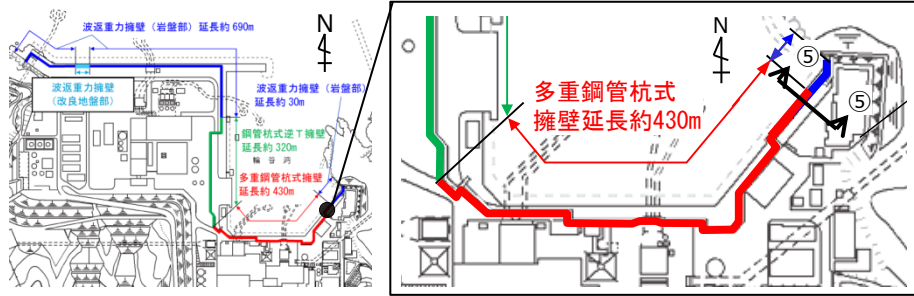 波返重力擁壁（岩盤部）延長約690m
N
波返重力擁壁
（改良地盤部）
波返重力擁壁（岩盤部）
延長約30m
鋼管杭式逆T擁壁
延長約320m
輪谷湾
多重鋼管杭式擁壁
延長約430m
N
多重鋼管杭式
擁壁延長約430m
⑤
⑤